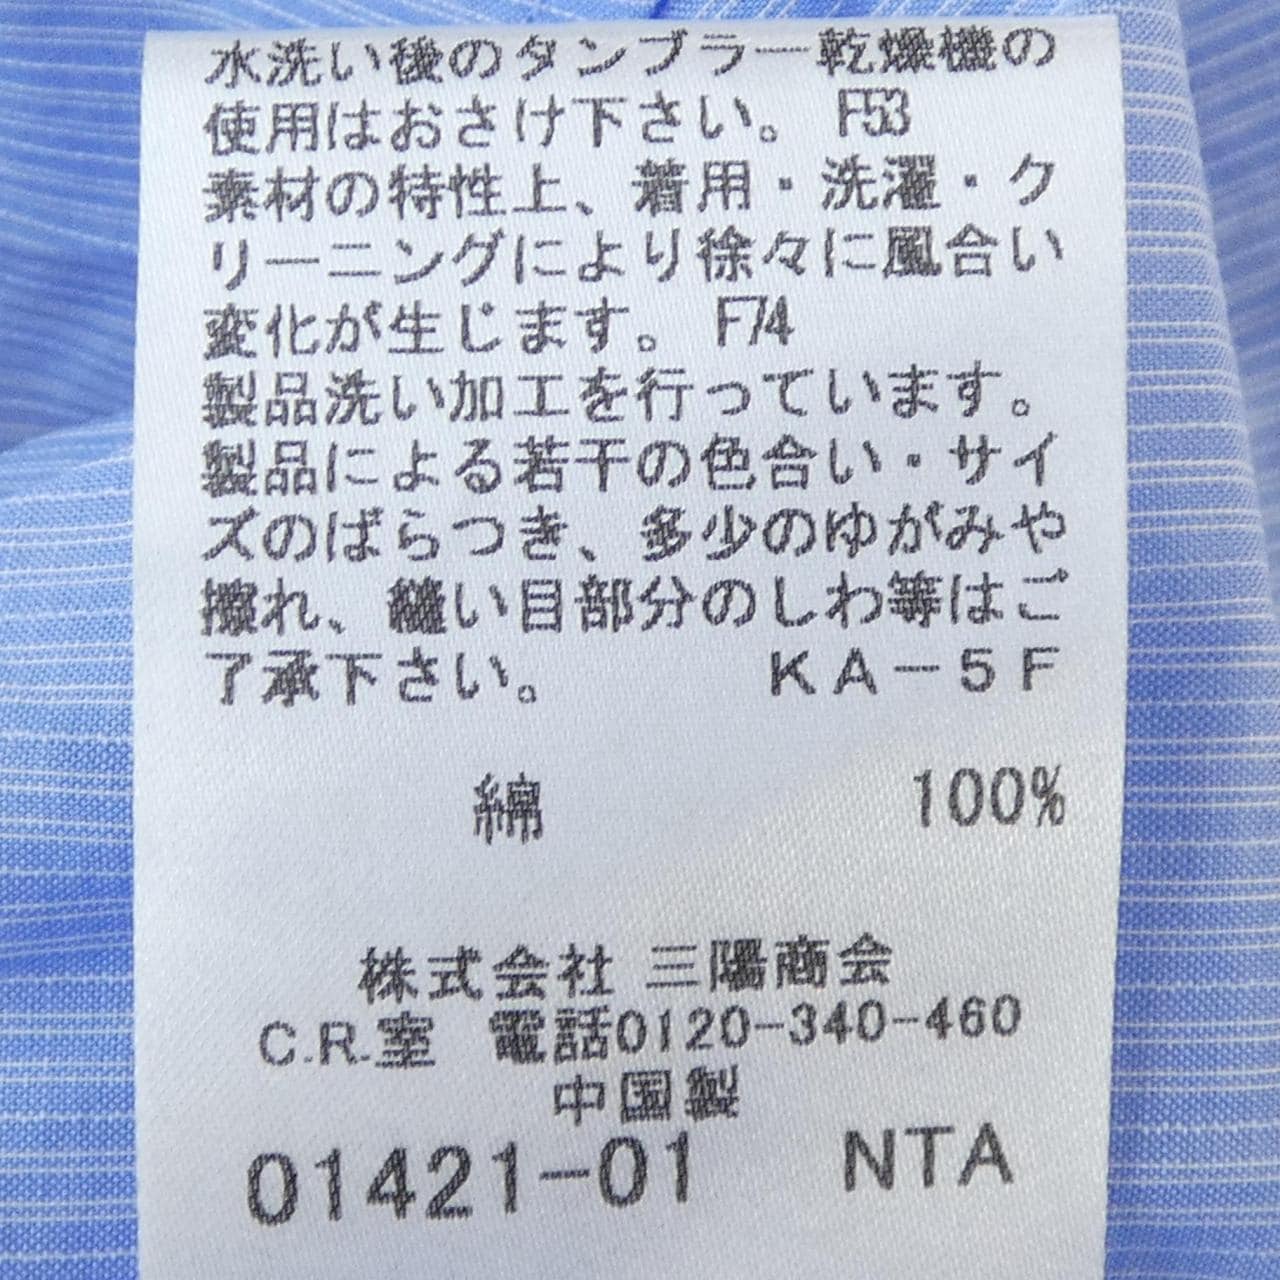 水洗い後のタンブラー乾燥機の
使用はおさけ下さい。 F53
素材の特性上、着用・洗濯・ク
リーニングにより徐々に風合い
変化が生じます。 F74
製品洗い加工を行っています。
製品による若干の色合い・サイ
ズのばらつき、多少のゆがみや
擦れ、縫い目部分のしわ等はご
了承下さい。 KA-5F
綿 100%
株式会社 三陽商会
C.R.室 電話0120-340-460
中国製
01421-01 NTA